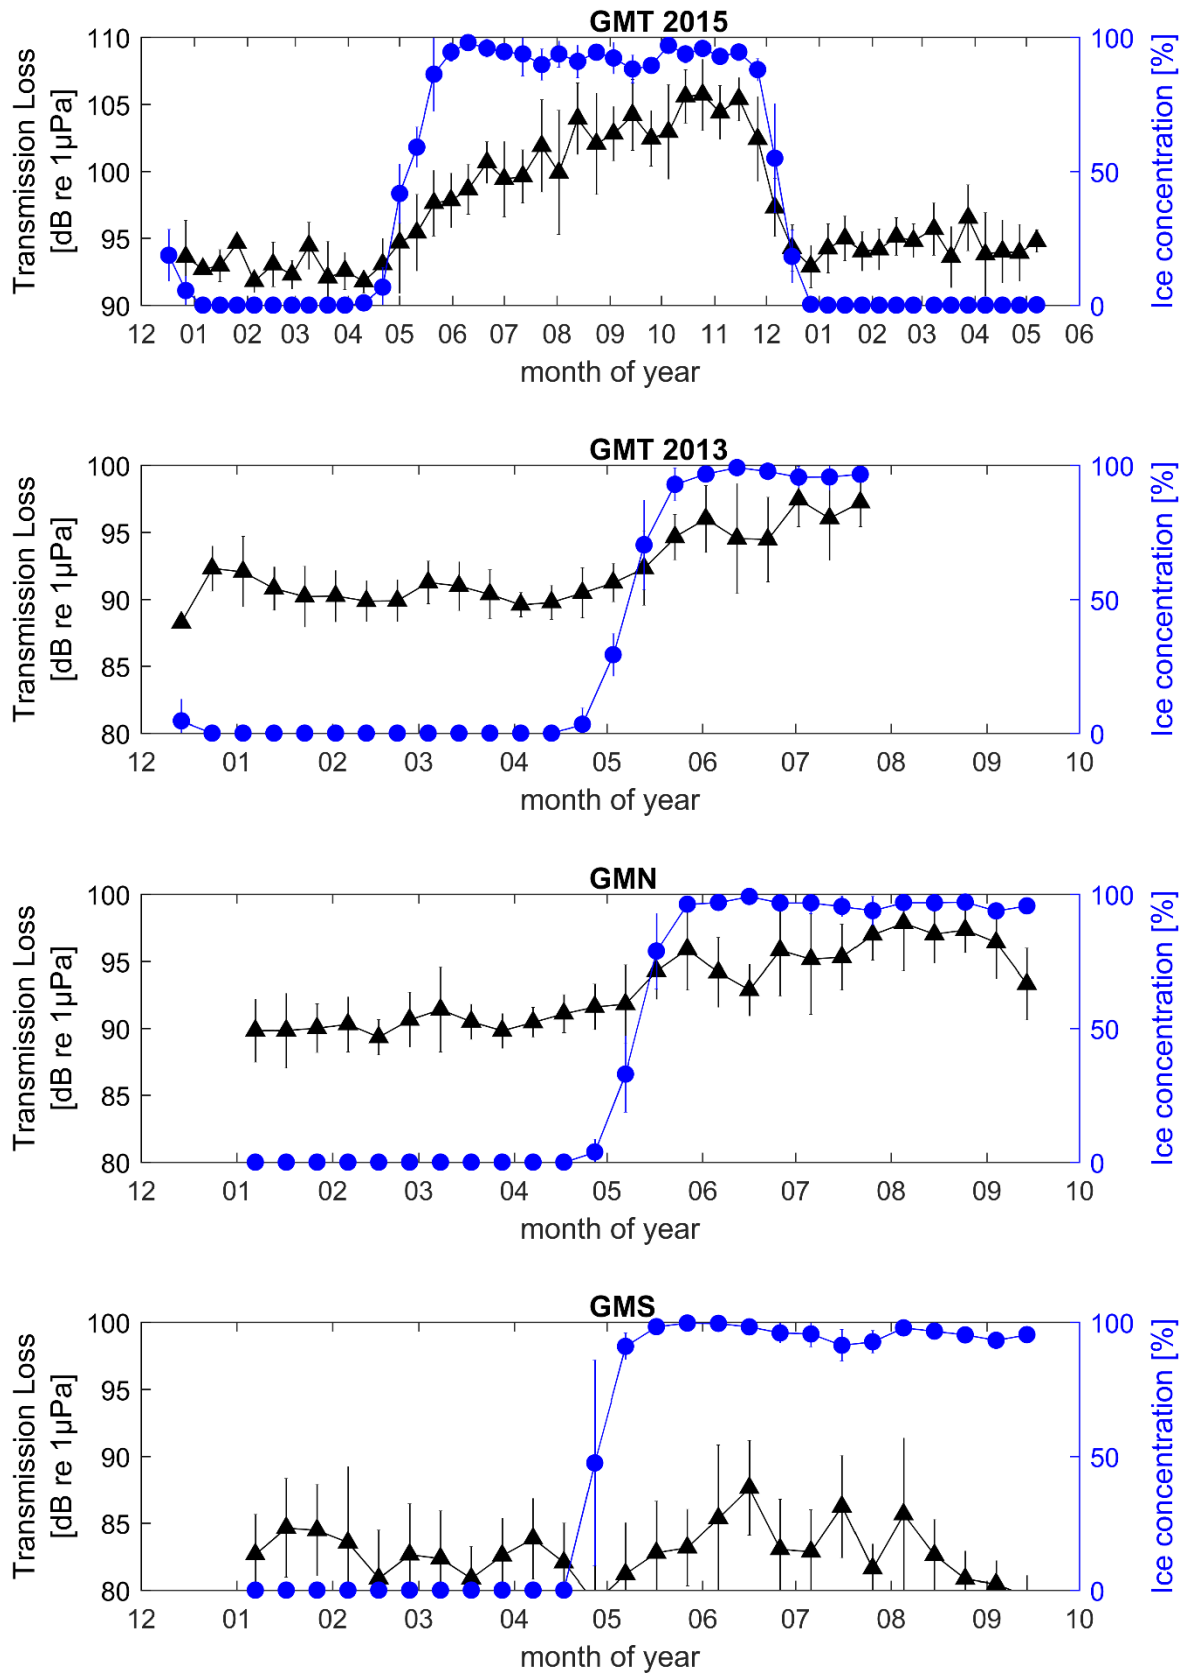 GMT 2015
110
105
100
95
90
Transmission Loss
[dB re 1µPa]
100
50
0
Ice concentration [%]
12 01 02 03 04 05 06 07 08 09 10 11 12 01 02 03 04 05 06
month of year
GMT 2013
100
95
90
85
80
Transmission Loss
[dB re 1µPa]
100
50
0
Ice concentration [%]
12 01 02 03 04 05 06 07 08 09 10
month of year
GMN
100
95
90
85
80
Transmission Loss
[dB re 1µPa]
100
50
0
Ice concentration [%]
12 01 02 03 04 05 06 07 08 09 10
month of year
GMS
100
95
90
85
80
Transmission Loss
[dB re 1µPa]
100
50
0
Ice concentration [%]
12 01 02 03 04 05 06 07 08 09 10
month of year